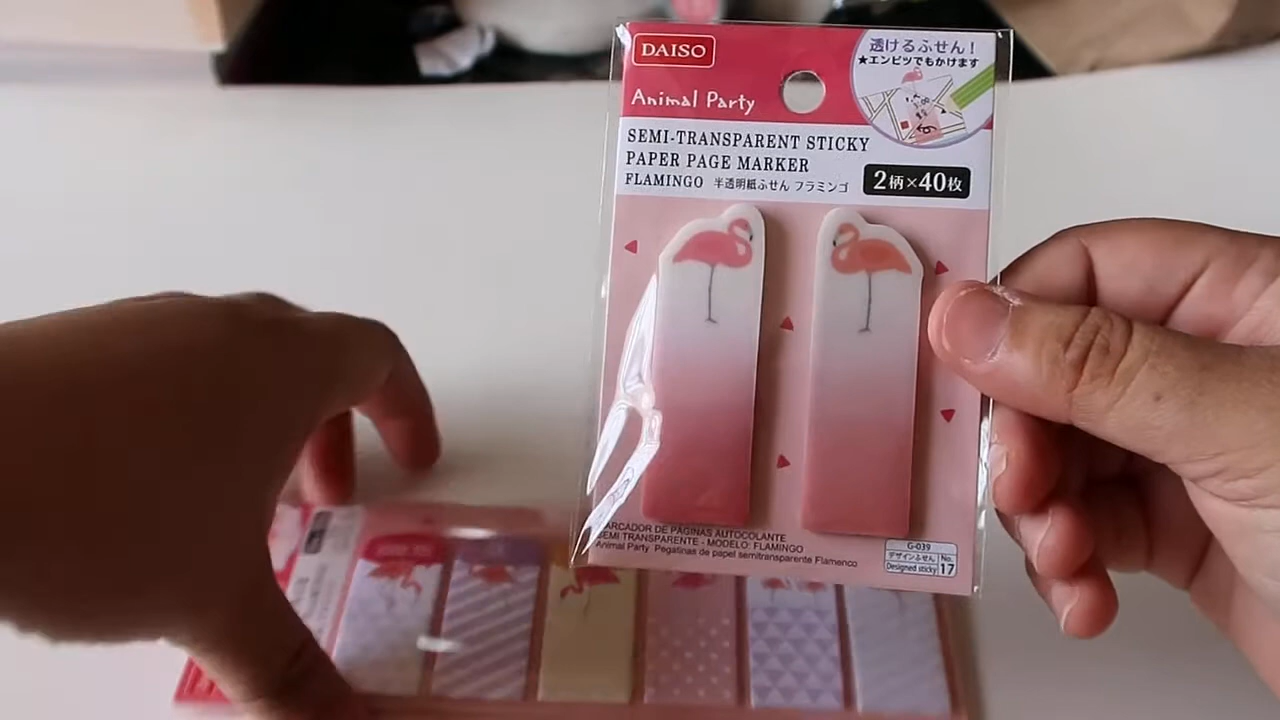 DAISO
透けるふせん!
★エンピツでもかけます
Animal Party
SEMI-TRANSPARENT STICKY
PAPER PAGE MARKER
FLAMINGO 半透明紙ふせん フラミンゴ
2柄×40枚
ARCADOR DE PÁGINAS AUTOCOLANTE
SEMI TRANSPARENTE - MODELO: FLAMINGO
Animal Party Pegatinas de papel semitransparente Flamenco
G-039
デザインふせん No.
Designed sticky 17